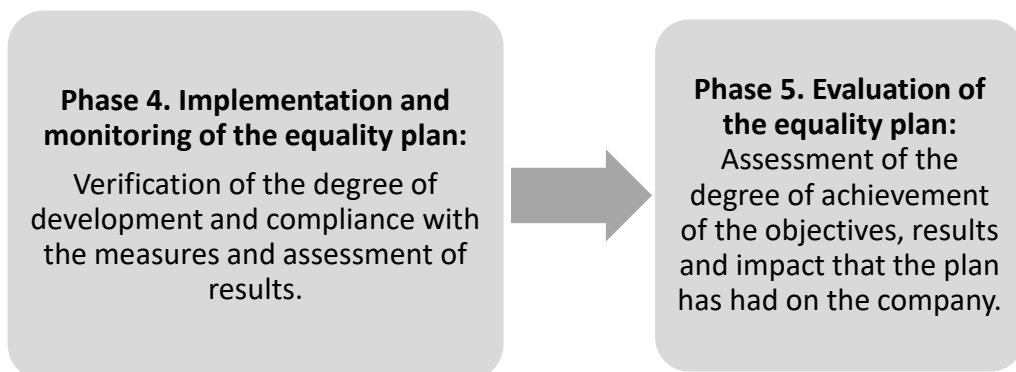 Phase 4. Implementation and
monitoring of the equality plan:
Verification of the degree of
development and compliance with
the measures and assessment of
results.
Phase 5. Evaluation of
the equality plan:
Assessment of the
degree of achievement
of the objectives, results
and impact that the plan
has had on the company.